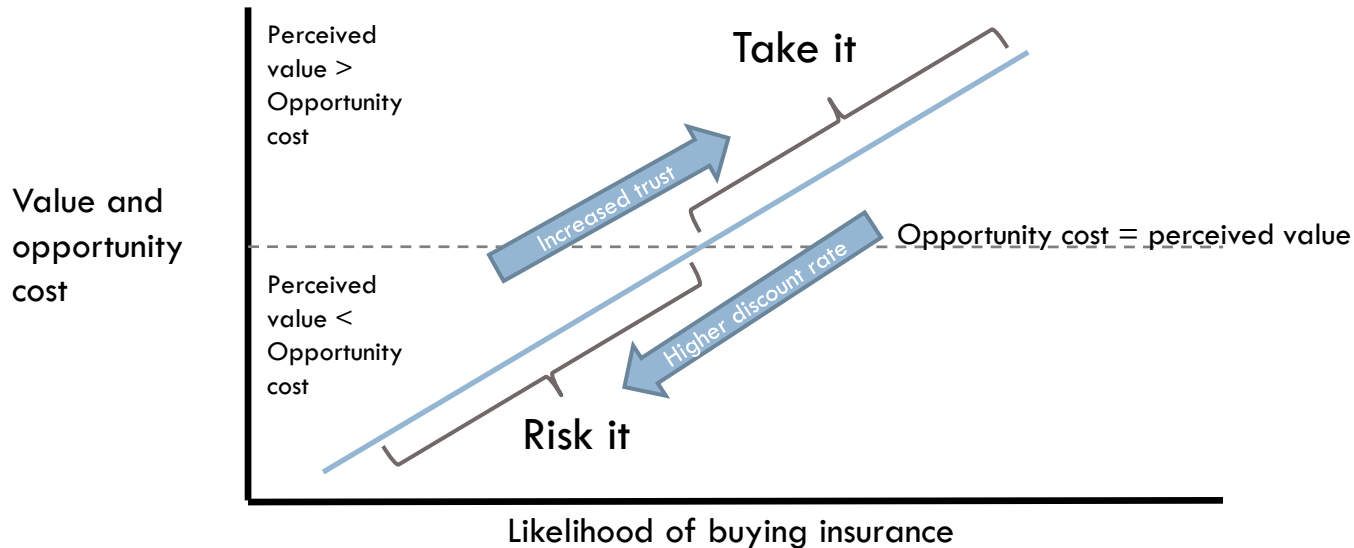 Perceived
value >
Opportunity
cost
Take it
Increased trust
Value and
opportunity
cost
Opportunity cost = perceived value
Perceived
value <
Opportunity
cost
Higher discount rate
Risk it
Likelihood of buying insurance